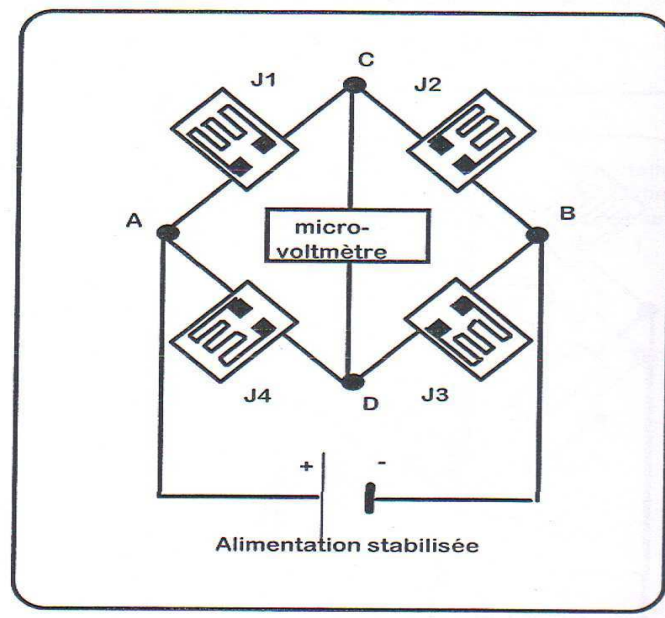 C
J1
J2
A
B
micro-
voltmètre
J4
D
J3
+
-
Alimentation stabilisée